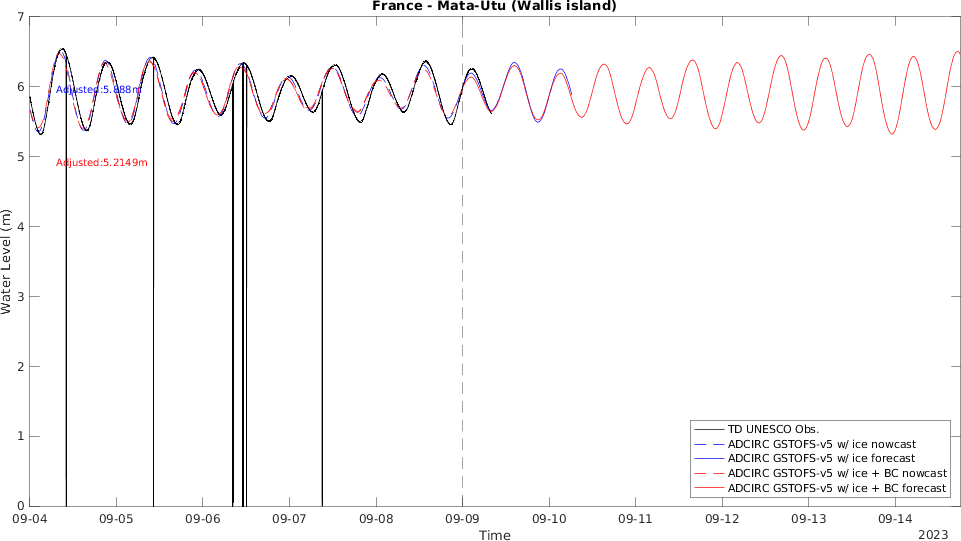 France - Mata-Utu (Wallis island)
7
6
5
4
3
2
1
0
Water Level (m)
Adjusted:5.888m
Adjusted:5.2149m
TD UNESCO Obs.
ADCIRC GSTOFS-v5 w/ ice nowcast
ADCIRC GSTOFS-v5 w/ ice forecast
ADCIRC GSTOFS-v5 w/ ice + BC nowcast
ADCIRC GSTOFS-v5 w/ ice + BC forecast
09-04 09-05 09-06 09-07 09-08 09-09 09-10 09-11 09-12 09-13 09-14
Time
2023